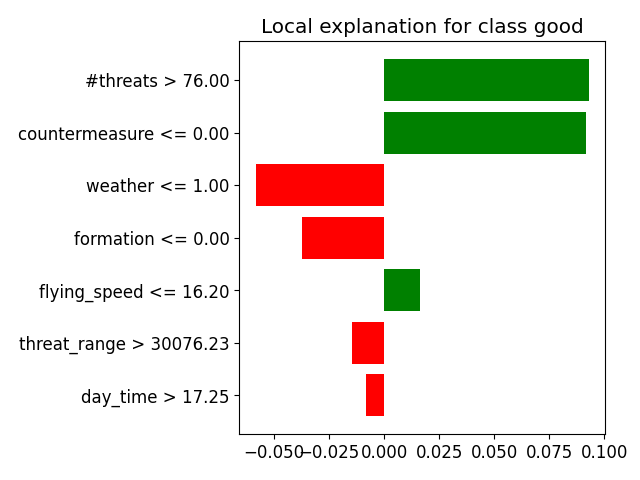 Local explanation for class good
#threats > 76.00
countermeasure <= 0.00
weather <= 1.00
formation <= 0.00
flying_speed <= 16.20
threat_range > 30076.23
day_time > 17.25
−0.050 −0.025 0.000 0.025 0.050 0.075 0.100